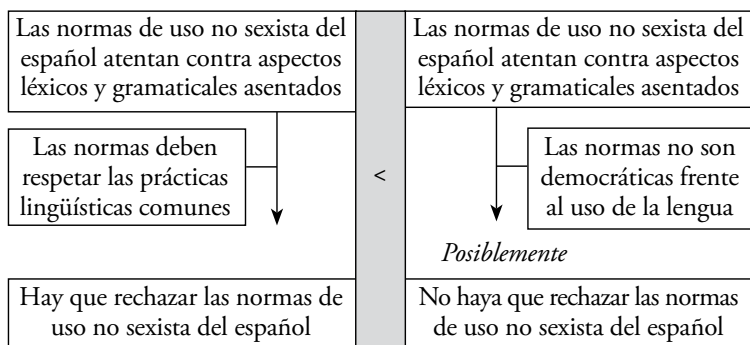 Las normas de uso no sexista del
español atentan contra aspectos
léxicos y gramaticales asentados
Las normas deben
respetar las prácticas
lingüísticas comunes
Hay que rechazar las normas de
uso no sexista del español
<
Las normas de uso no sexista del
español atentan contra aspectos
léxicos y gramaticales asentados
Las normas no son
democráticas frente
al uso de la lengua
Posiblemente
No haya que rechazar las normas
de uso no sexista del español